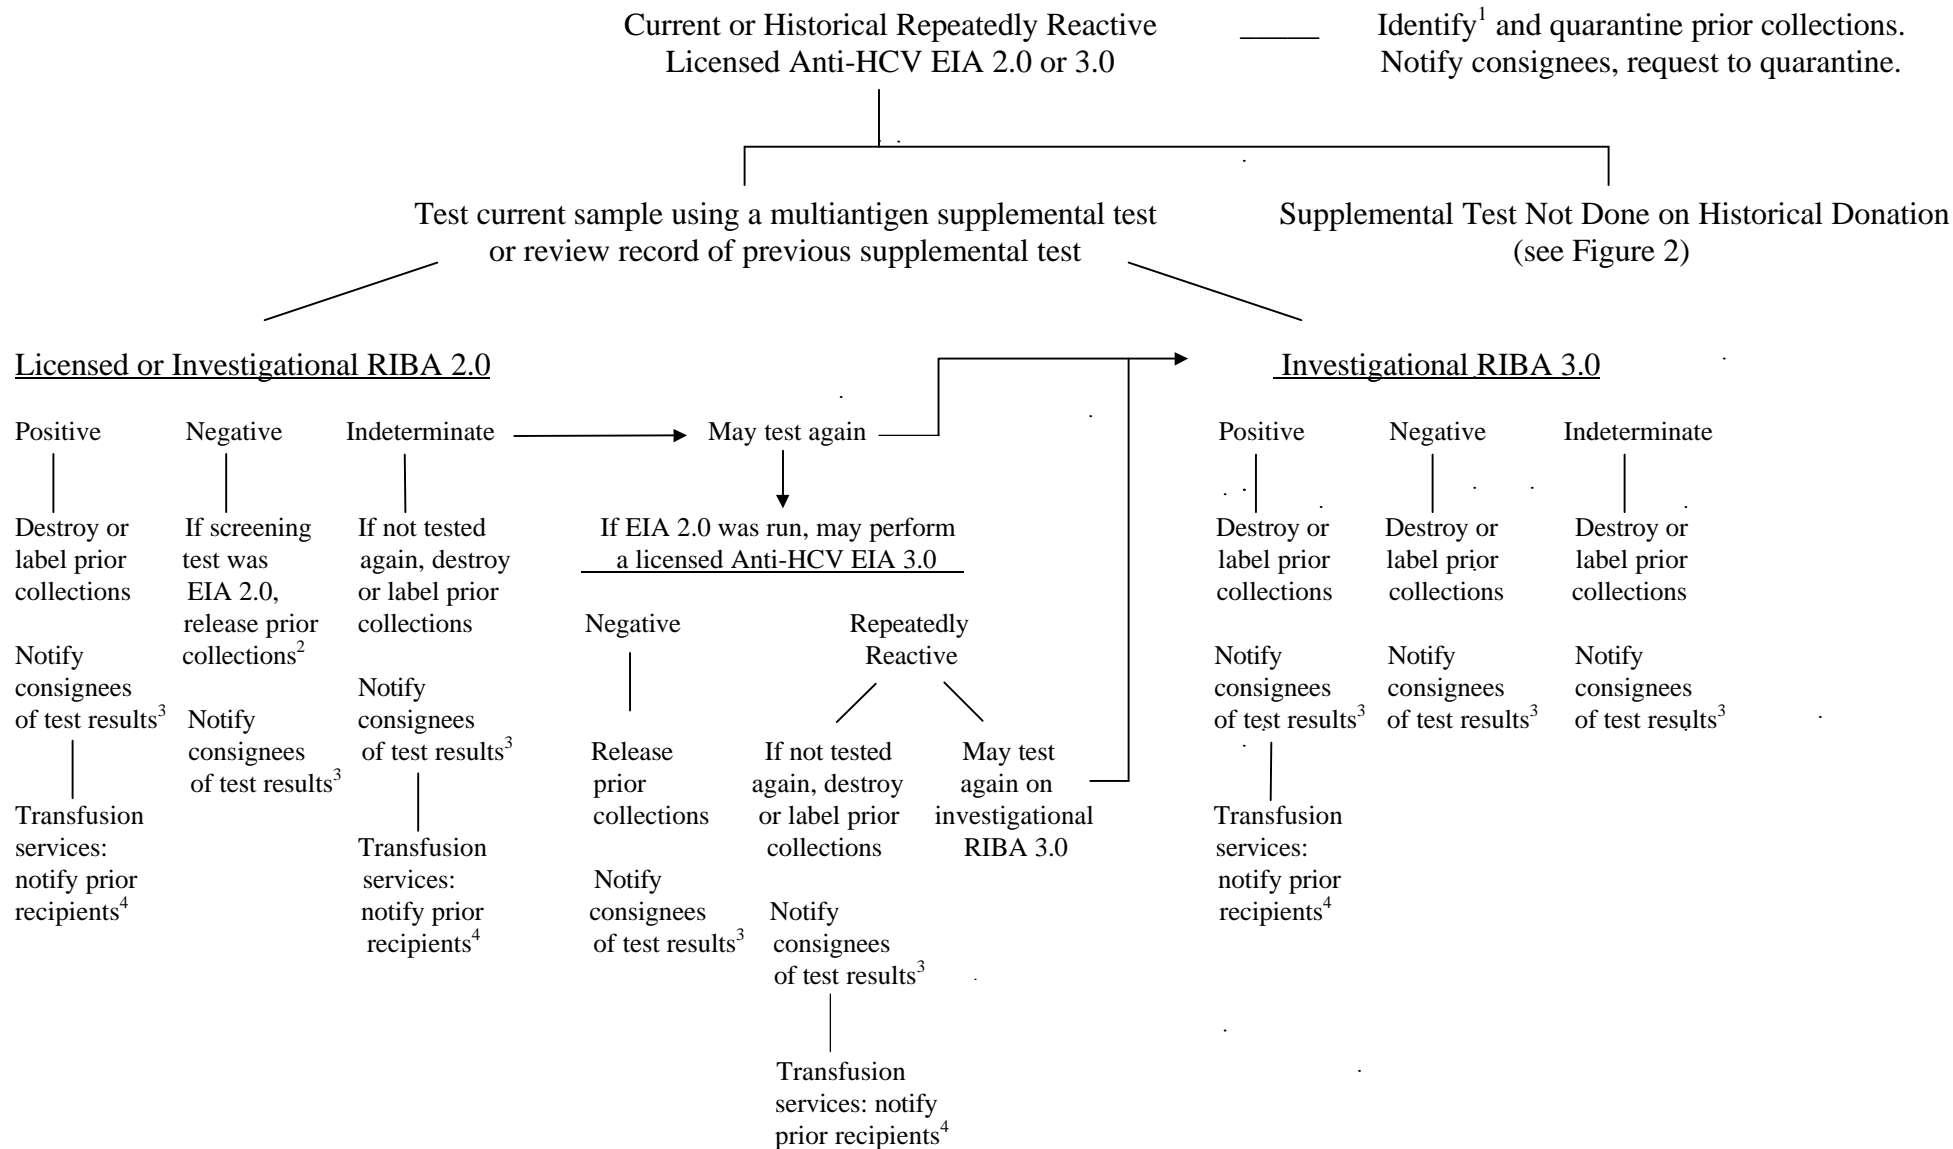 Current or Historical Repeatedly Reactive
Licensed Anti-HCV EIA 2.0 or 3.0
Identify¹ and quarantine prior collections.
Notify consignees, request to quarantine.
Test current sample using a multiantigen supplemental test
or review record of previous supplemental test
Supplemental Test Not Done on Historical Donation
(see Figure 2)
Licensed or Investigational RIBA 2.0
Positive
Destroy or
label prior
collections
Notify
consignees
of test results³
Transfusion
services:
notify prior
recipients⁴
Negative
If screening
test was
EIA 2.0,
release prior
collections²
Notify
consignees
of test results³
Indeterminate
If not tested
again, destroy
or label prior
collections
Notify
consignees
of test results³
Transfusion
services:
notify prior
recipients⁴
May test again
If EIA 2.0 was run, may perform
a licensed Anti-HCV EIA 3.0
Negative
Release
prior
collections
Notify
consignees
of test results³
Repeatedly
Reactive
If not tested
again, destroy
or label prior
collections
Notify
consignees
of test results³
Transfusion
services: notify
prior recipients⁴
May test
again on
investigational
RIBA 3.0
Investigational RIBA 3.0
Positive
Destroy or
label prior
collections
Notify
consignees
of test results³
Transfusion
services:
notify prior
recipients⁴
Negative
Destroy or
label prior
collections
Notify
consignees
of test results³
Indeterminate
Destroy or
label prior
collections
Notify
consignees
of test results³